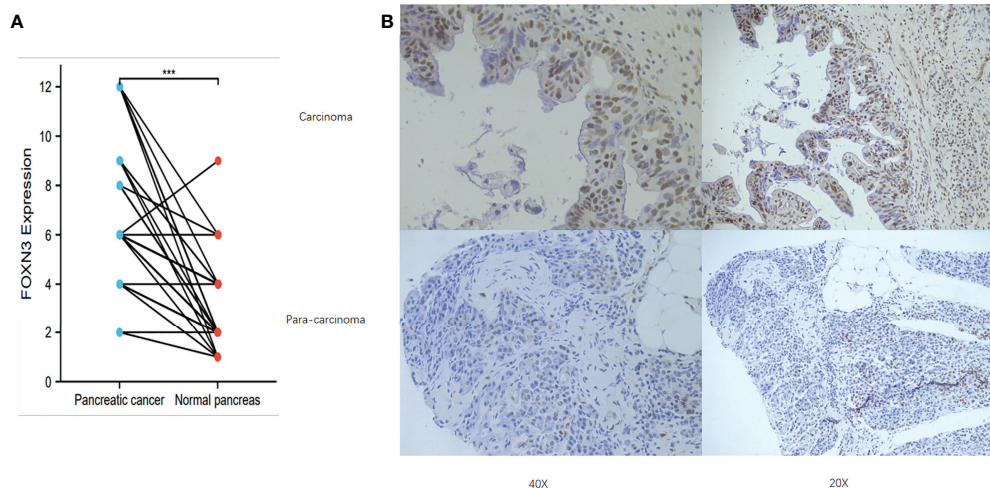 A
B
***
12
10
8
6
4
2
0
FOXN3 Expression
Pancreatic cancer Normal pancreas
Carcinoma
Para-carcinoma
40X
20X